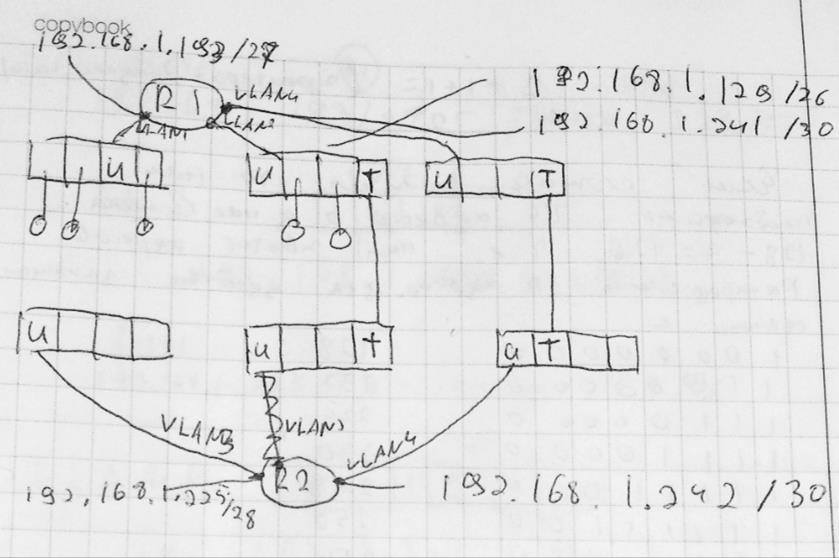 copybook
192.168.1.193/27
R1
VLAN4
192.168.1.129/26
VLAN1
VLAN2
192.168.1.241/30
U
U
T
U
T
U
U
T
U
T
VLAN3
VLAN4
R2
192.168.1.225/28
192.168.1.242/30